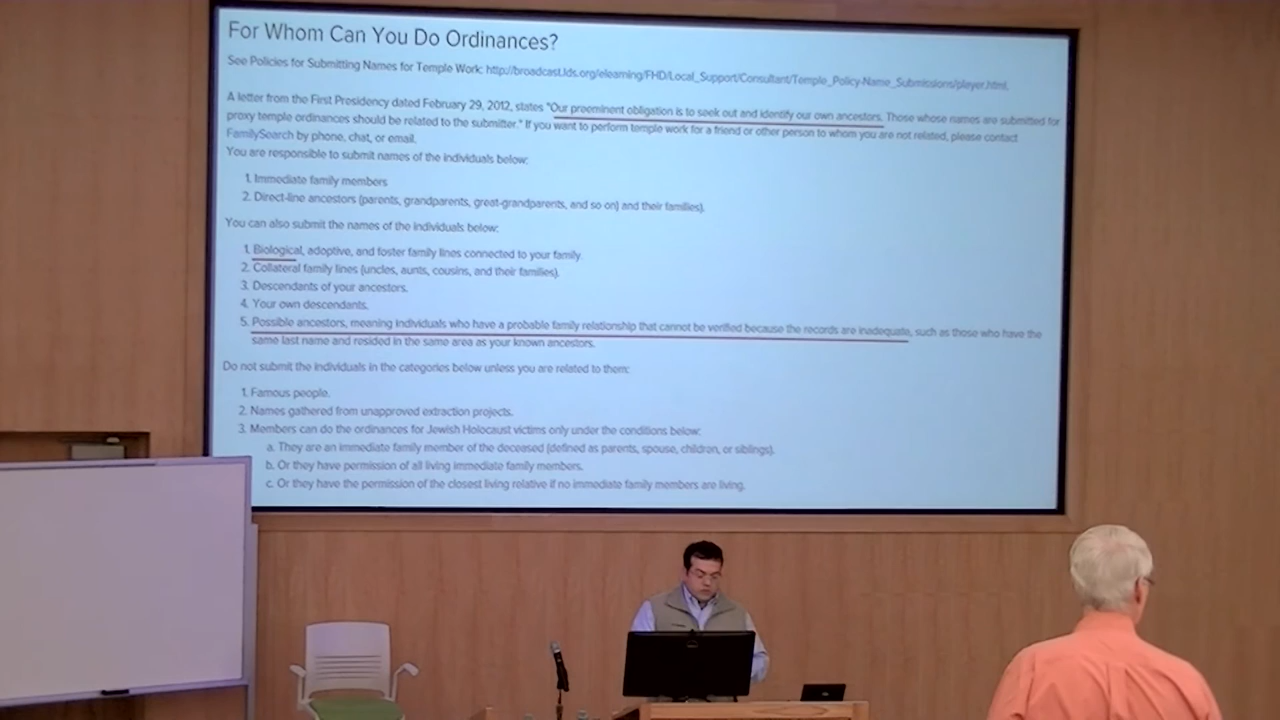 For Whom Can You Do Ordinances?
See Policies for Submitting Names for Temple Work: http://broadcast.lds.org/elearning/FHD/Local_Support/Consultant/Temple_Policy-Name_Submissions/player.html.
A letter from the First Presidency dated February 29, 2012, states "Our preeminent obligation is to seek out and identify our own ancestors. Those whose names are submitted for
proxy temple ordinances should be related to the submitter." If you want to perform temple work for a friend or other person to whom you are not related, please contact
FamilySearch by phone, chat, or email.
You are responsible to submit names of the individuals below:
1. Immediate family members
2. Direct-line ancestors (parents, grandparents, great-grandparents, and so on) and their families).
You can also submit the names of the individuals below:
1. Biological, adoptive, and foster family lines connected to your family.
2. Collateral family lines (uncles, aunts, cousins, and their families).
3. Descendants of your ancestors.
4. Your own descendants.
5. Possible ancestors, meaning individuals who have a probable family relationship that cannot be verified because the records are inadequate, such as those who have the
same last name and resided in the same area as your known ancestors.
Do not submit the individuals in the categories below unless you are related to them:
1. Famous people.
2. Names gathered from unapproved extraction projects.
3. Members can do the ordinances for Jewish Holocaust victims only under the conditions below:
a. They are an immediate family member of the deceased (defined as parents, spouse, children, or siblings).
b. Or they have permission of all living immediate family members.
c. Or they have the permission of the closest living relative if no immediate family members are living.